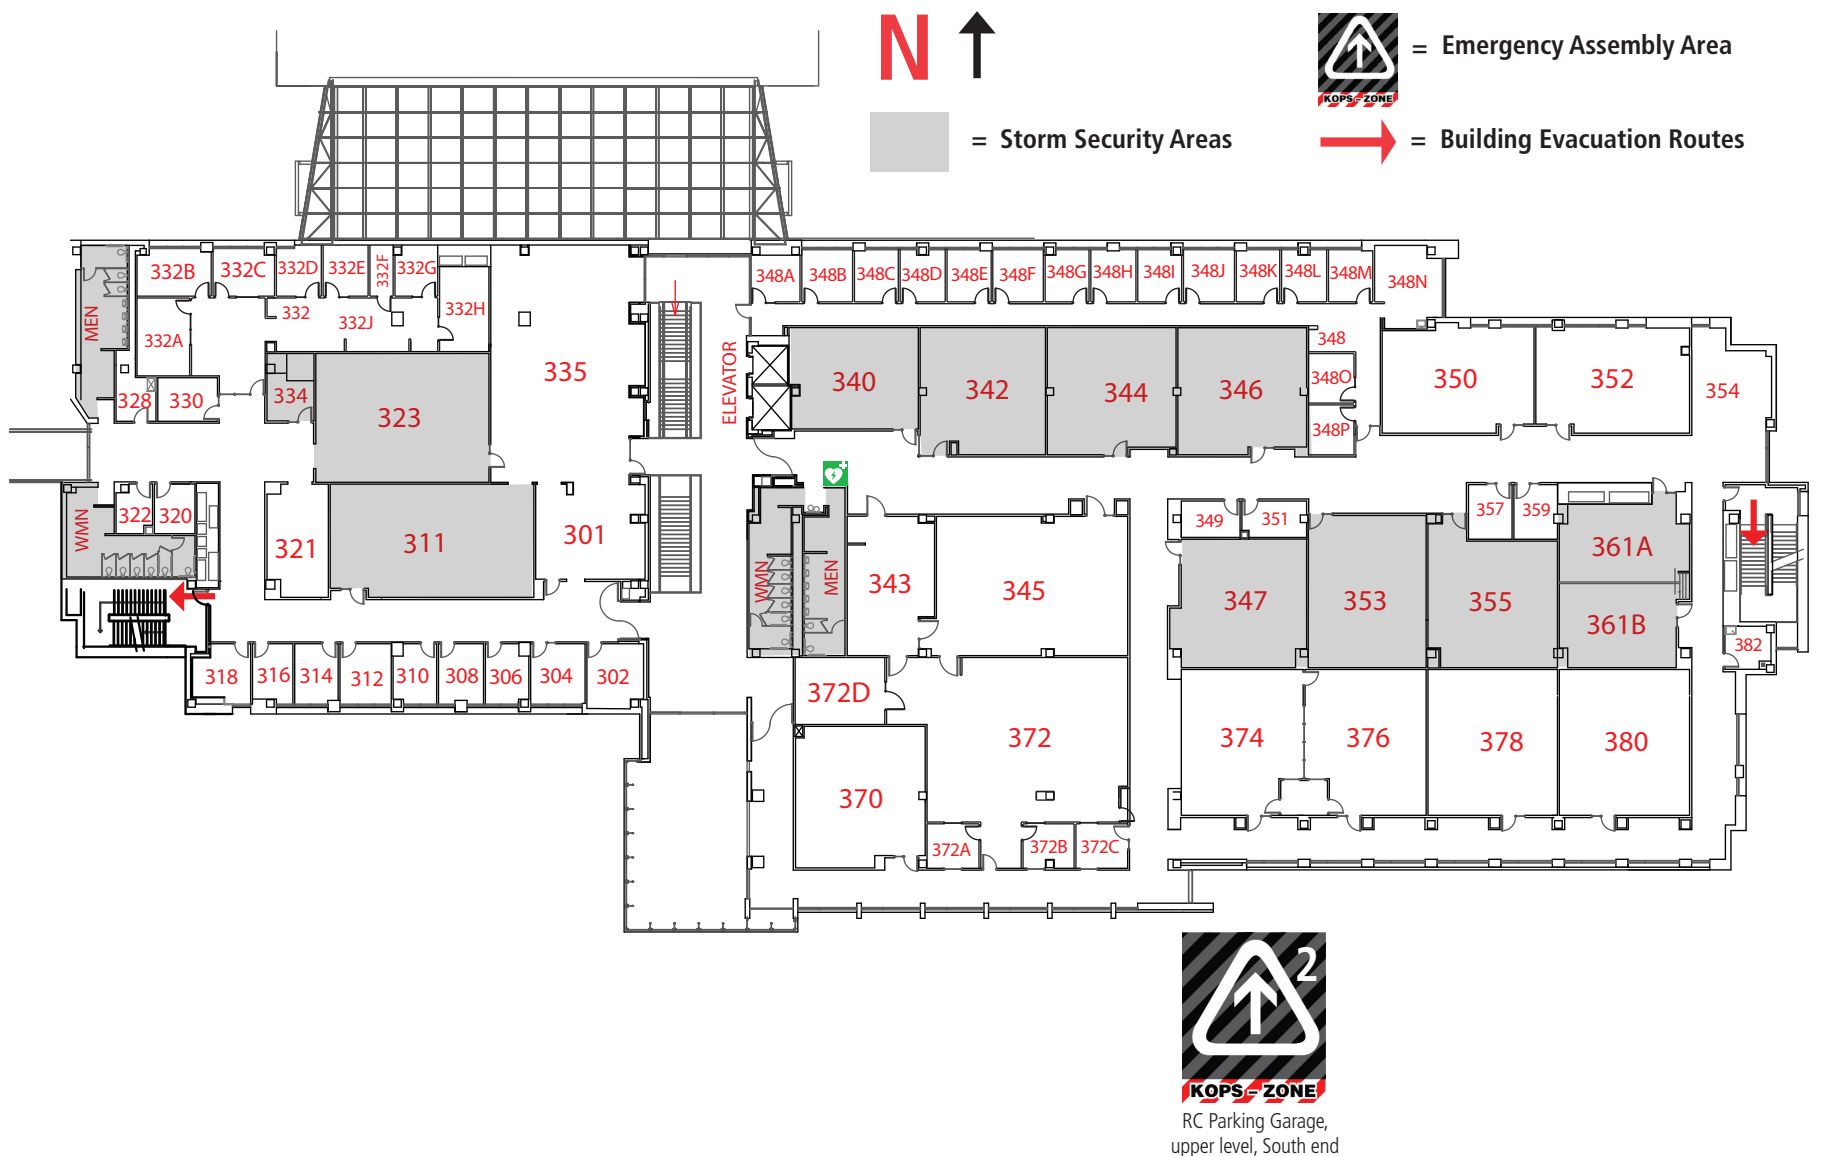 N
= Emergency Assembly Area
KOPS - ZONE
= Storm Security Areas
= Building Evacuation Routes
332B
332C
332D
332E
332F
332G
332H
332
332J
332A
MEN
328
330
334
323
335
ELEVATOR
348A
348B
348C
348D
348E
348F
348G
348H
348I
348J
348K
348L
348M
348N
340
342
344
346
348
348O
348P
350
352
354
WMN
322
320
321
311
301
WMN
MEN
343
345
349
351
347
353
355
357
359
361A
361B
382
318
316
314
312
310
308
306
304
302
372D
372
370
372A
372B
372C
374
376
378
380
2
KOPS - ZONE
RC Parking Garage,
upper level, South end